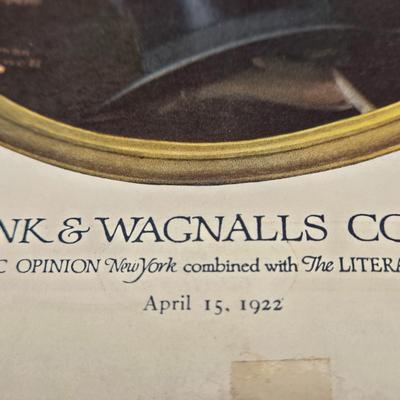 NK & WAGNALLS CO
C OPINION New York combined with The LITERA
April 15, 1922